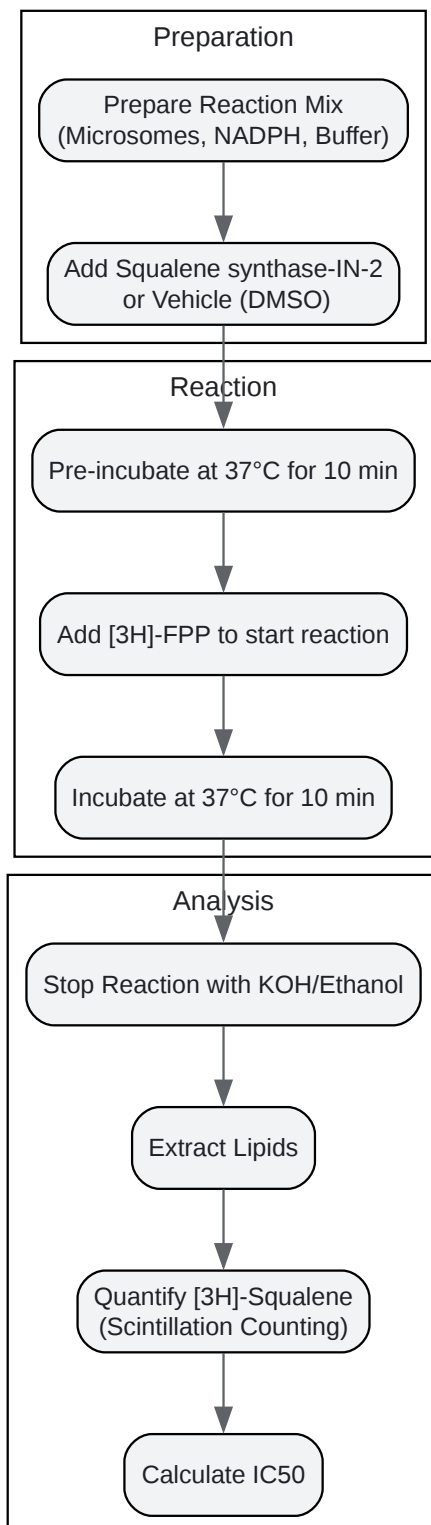 Preparation
Prepare Reaction Mix
(Microsomes, NADPH, Buffer)
Add Squalene synthase-IN-2
or Vehicle (DMSO)
Reaction
Pre-incubate at 37°C for 10 min
Add [3H]-FPP to start reaction
Incubate at 37°C for 10 min
Analysis
Stop Reaction with KOH/Ethanol
Extract Lipids
Quantify [3H]-Squalene
(Scintillation Counting)
Calculate IC50